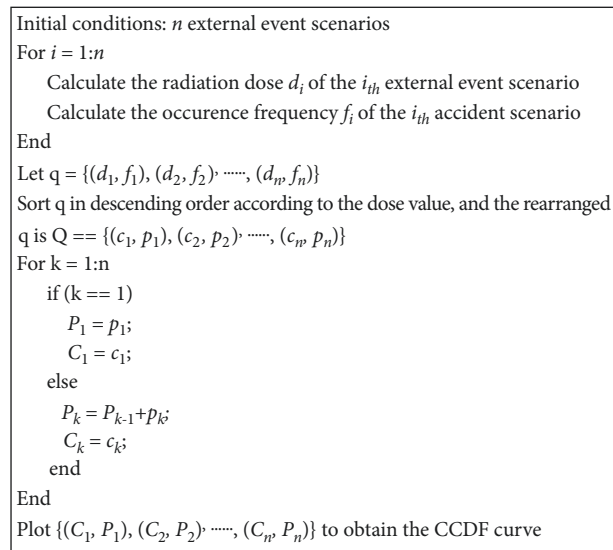 Initial conditions: n external event scenarios
For i = 1:n
Calculate the radiation dose d_i of the i_th external event scenario
Calculate the occurence frequency f_i of the i_th accident scenario
End
Let q = {(d_1, f_1), (d_2, f_2), ······, (d_n, f_n)}
Sort q in descending order according to the dose value, and the rearranged
q is Q == {(c_1, p_1), (c_2, p_2), ······, (c_n, p_n)}
For k = 1:n
if (k == 1)
P_1 = p_1;
C_1 = c_1;
else
P_k = P_{k-1}+p_k;
C_k = c_k;
end
End
Plot {(C_1, P_1), (C_2, P_2), ······, (C_n, P_n)} to obtain the CCDF curve